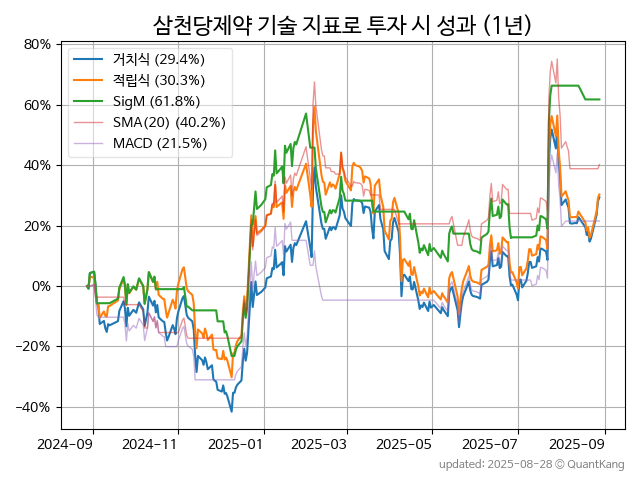 삼천당제약 기술 지표로 투자 시 성과 (1년)
80%
60%
40%
20%
0%
−20%
−40%
거치식 (29.4%)
적립식 (30.3%)
SigM (61.8%)
SMA(20) (40.2%)
MACD (21.5%)
2024-09 2024-11 2025-01 2025-03 2025-05 2025-07 2025-09
updated: 2025-08-28 ⓒ QuantKang